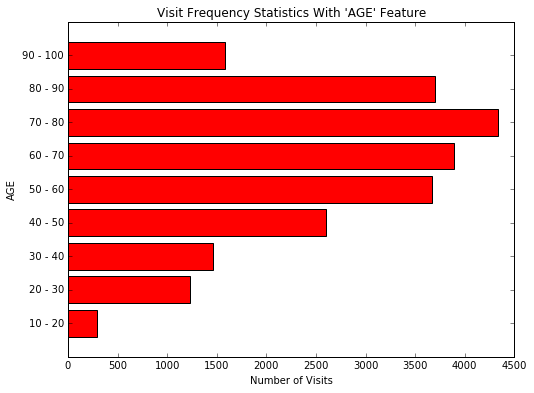 Visit Frequency Statistics With 'AGE' Feature
AGE
90 - 100
80 - 90
70 - 80
60 - 70
50 - 60
40 - 50
30 - 40
20 - 30
10 - 20
0 500 1000 1500 2000 2500 3000 3500 4000 4500
Number of Visits